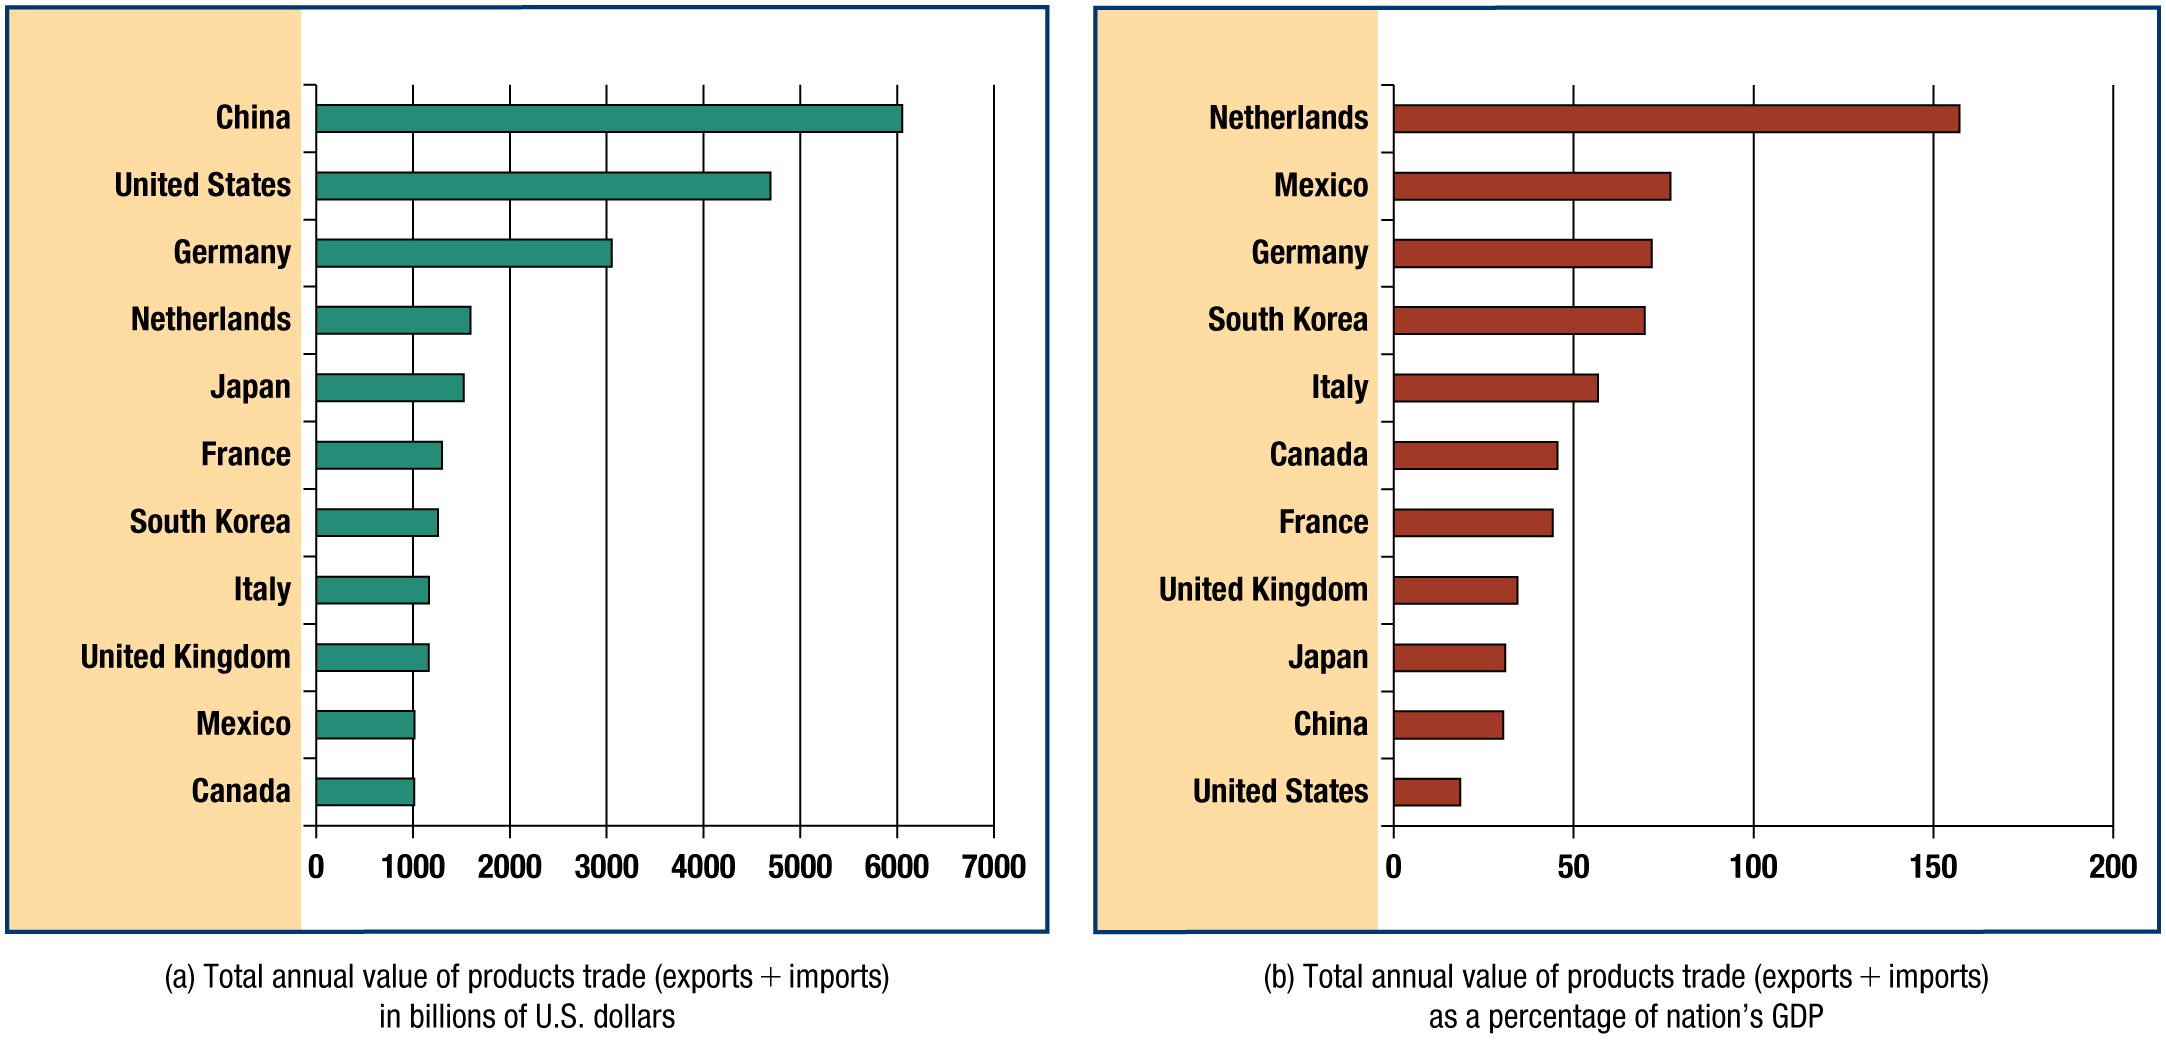 China
United States
Germany
Netherlands
Japan
France
South Korea
Italy
United Kingdom
Mexico
Canada
0 1000 2000 3000 4000 5000 6000 7000
(a) Total annual value of products trade (exports + imports)
in billions of U.S. dollars
Netherlands
Mexico
Germany
South Korea
Italy
Canada
France
United Kingdom
Japan
China
United States
0 50 100 150 200
(b) Total annual value of products trade (exports + imports)
as a percentage of nation’s GDP